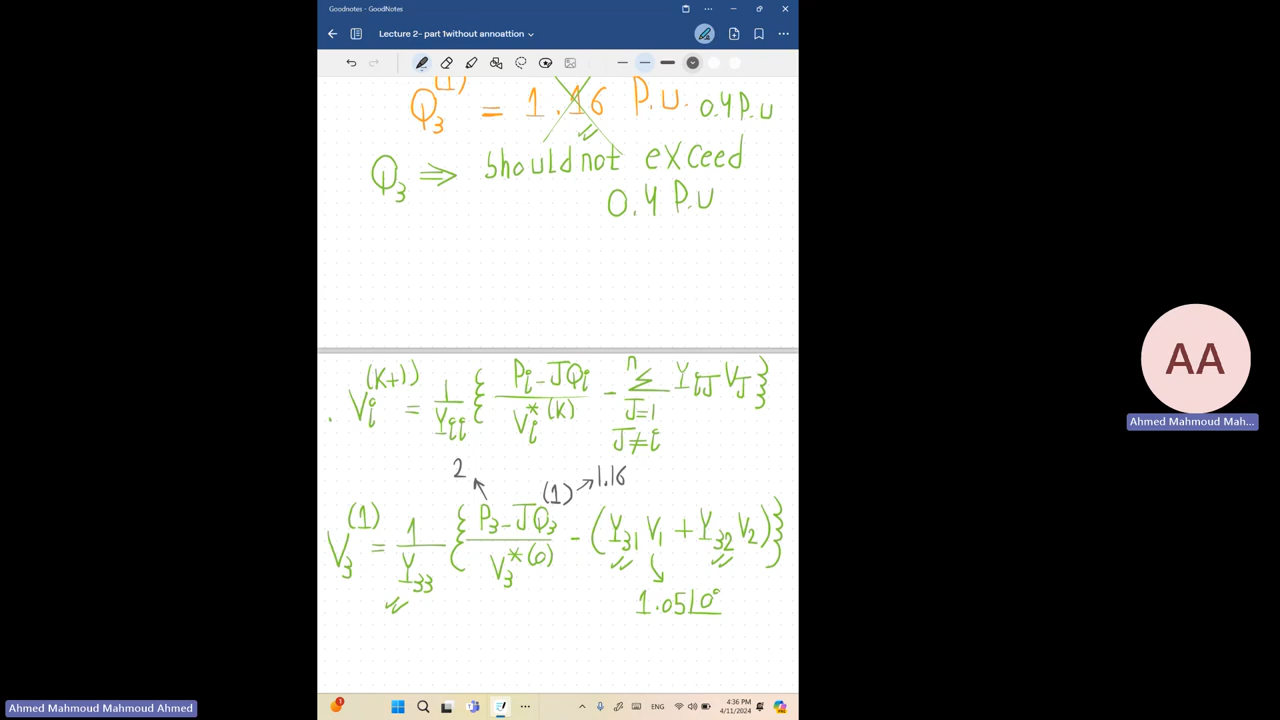 Goodnotes - GoodNotes
Lecture 2- part 1without annoattion
Q₃⁽¹⁾ = 1.16 P.U. 0.4 P.U
Q₃ ⇒ should not exceed
0.4 P.U
Vᵢ^(K+1) = 1/Yᵢᵢ { (Pᵢ - JQᵢ)/Vᵢ*^(K) - Σ YᵢJ VJ }
n
J=1
J≠i
2
(1) → 1.16
V₃^(1) = 1/Y₃₃ { (P₃ - JQ₃)/V₃*^(0) - (Y₃₁ V₁ + Y₃₂ V₂) }
1.05∠0°
AA
Ahmed Mahmoud Mah...
Ahmed Mahmoud Mahmoud Ahmed
1
ENG
4:36 PM
4/11/2024